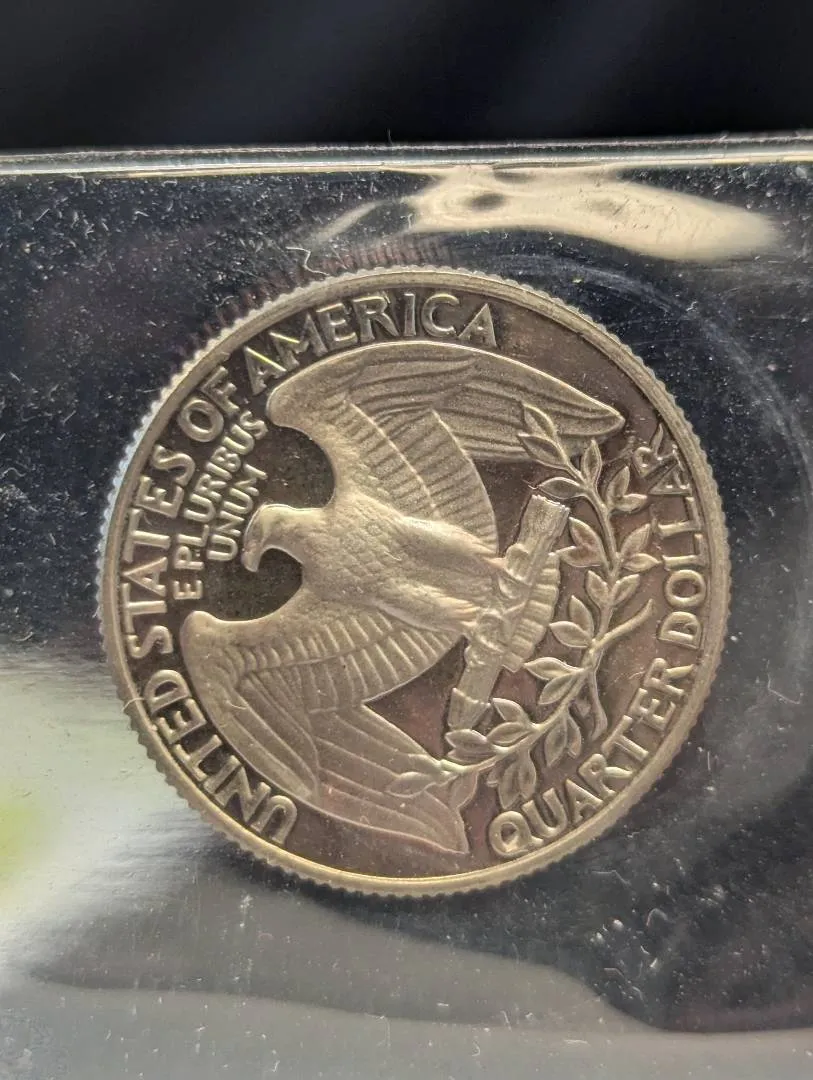 UNITED STATES OF AMERICA
E PLURIBUS
UNUM
QUARTER DOLLAR